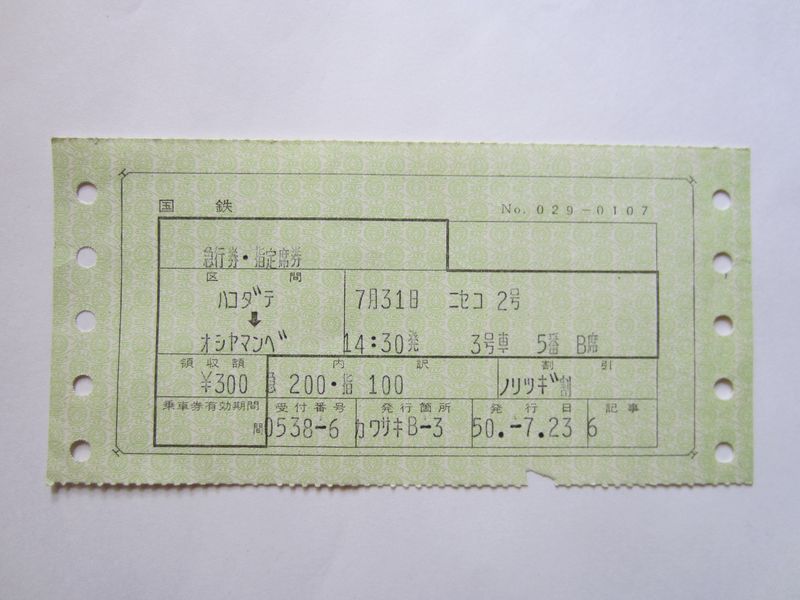 国鉄 No. 029-0107
急行券・指定席券
区間
ハコダテ 7月31日 ニセコ 2号
⬇
オシヤマンベ 14:30発 3号車 5番 B席
領収額 内訳 割引
¥300 急 200・指 100 ノリツギ割
乗車券有効期間 受付番号 発行箇所 発行日 記事
間 0538-6 カワサキB-3 50.-7.23 6